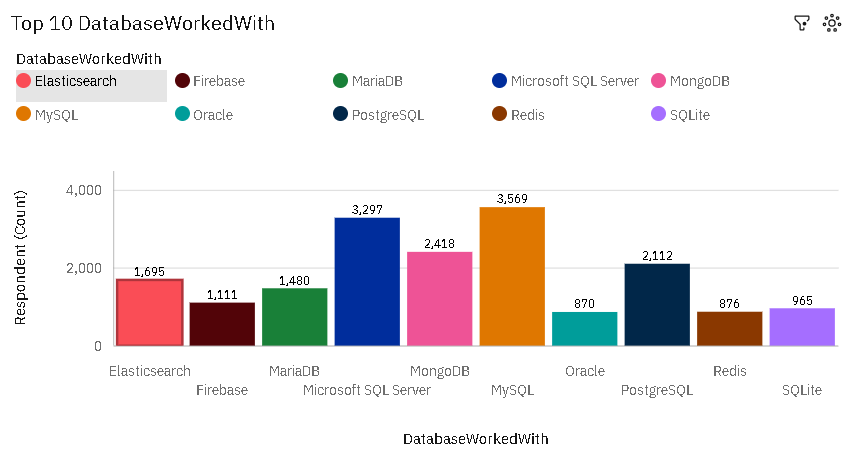 Top 10 DatabaseWorkedWith
DatabaseWorkedWith
Elasticsearch Firebase MariaDB Microsoft SQL Server MongoDB
MySQL Oracle PostgreSQL Redis SQLite
Respondent (Count)
4,000
2,000
0
1,695
1,111
1,480
3,297
2,418
3,569
870
2,112
876
965
Elasticsearch MariaDB MongoDB Oracle Redis
Firebase Microsoft SQL Server MySQL PostgreSQL SQLite
DatabaseWorkedWith